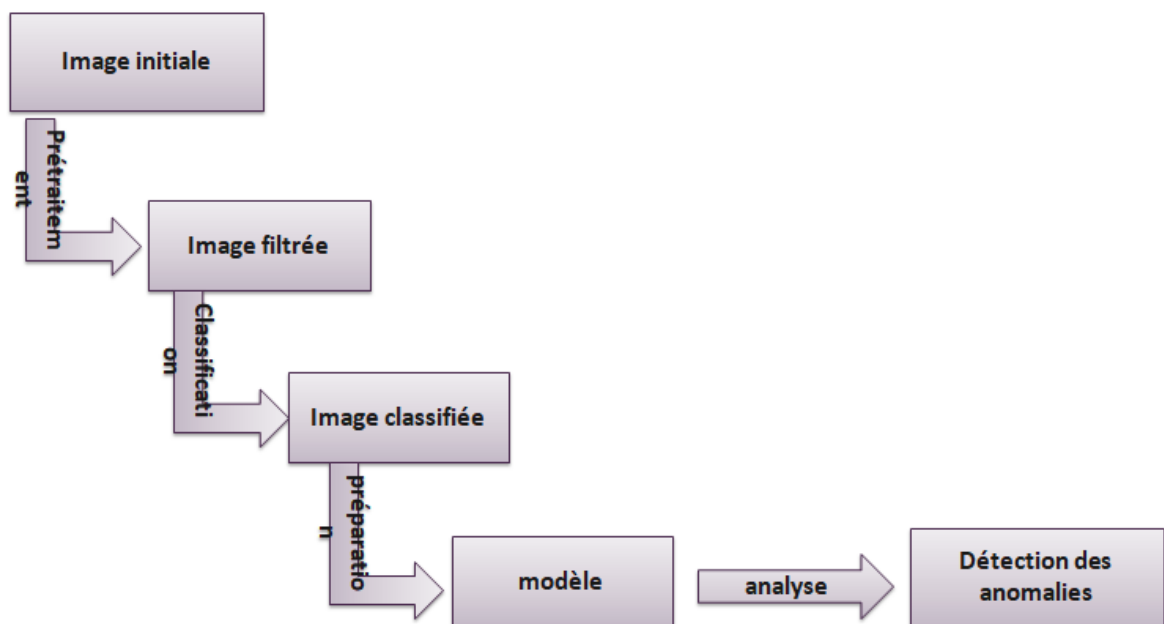 Image initiale
Prétraitem
ent
Image filtrée
Classificati
on
Image classifiée
préparatio
n
modèle
analyse
Détection des
anomalies